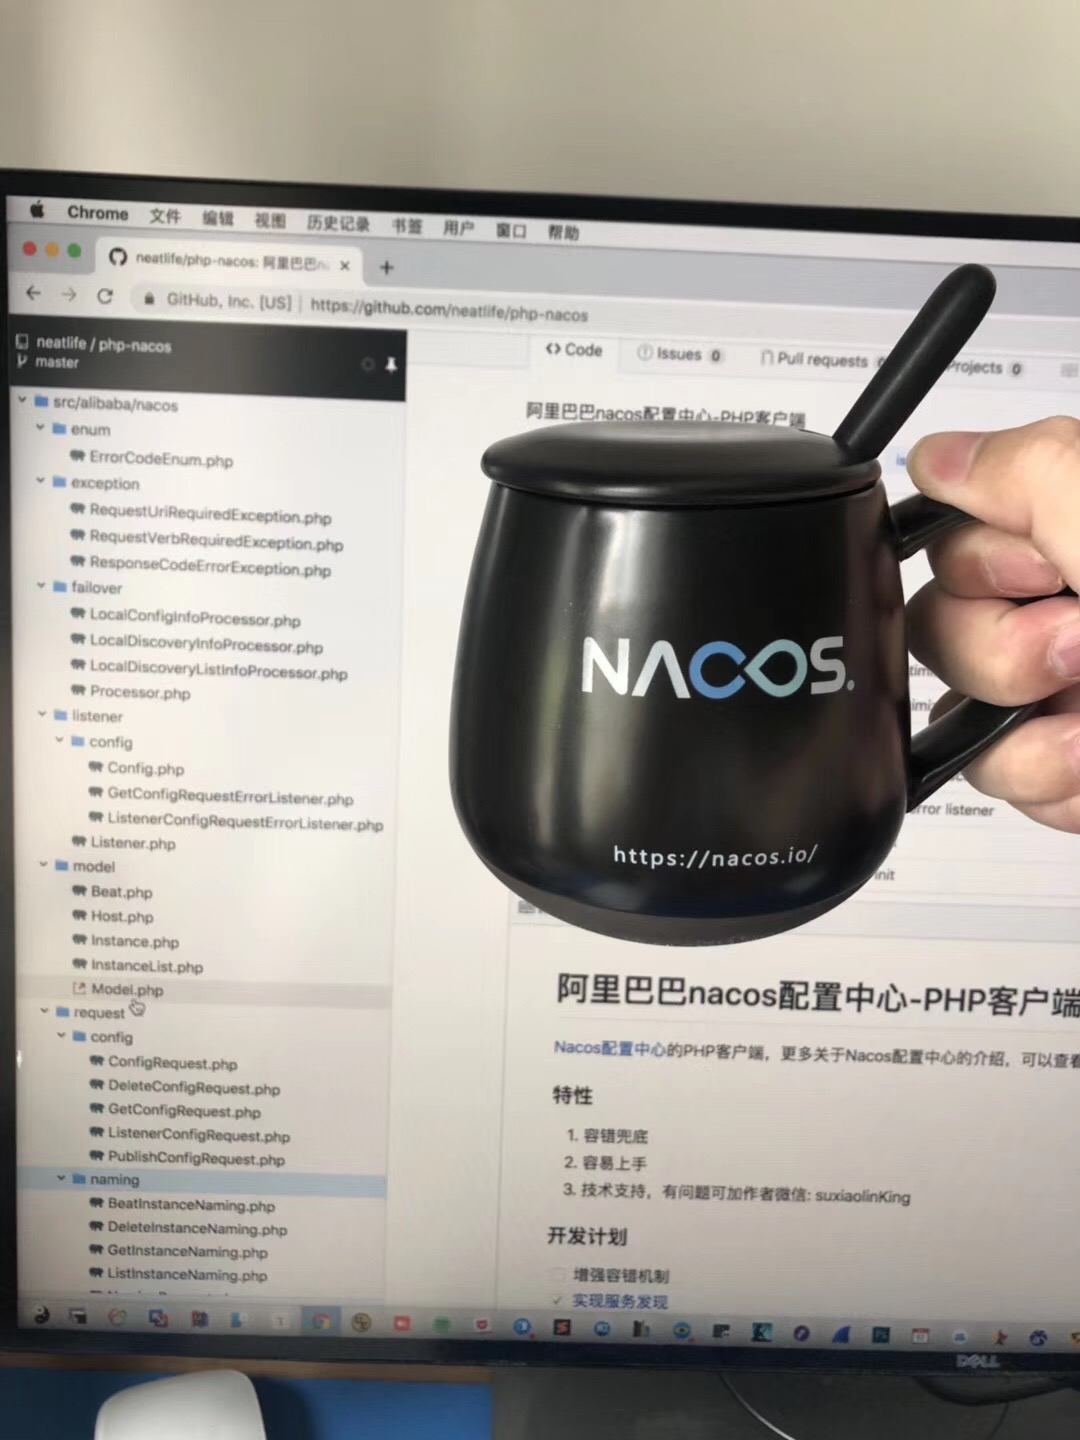 Chrome 文件 编辑 视图 历史记录 书签 用户 窗口 帮助
neatlife/php-nacos: 阿里巴巴
GitHub, Inc. [US] | https://github.com/neatlife/php-nacos
neatlife / php-nacos
master
src/alibaba/nacos
enum
ErrorCodeEnum.php
exception
RequestUriRequiredException.php
RequestVerbRequiredException.php
ResponseCodeErrorException.php
failover
LocalConfigInfoProcessor.php
LocalDiscoveryInfoProcessor.php
LocalDiscoveryListInfoProcessor.php
Processor.php
listener
config
Config.php
GetConfigRequestErrorListener.php
ListenerConfigRequestErrorListener.php
Listener.php
model
Beat.php
Host.php
Instance.php
InstanceList.php
Model.php
request
config
ConfigRequest.php
DeleteConfigRequest.php
GetConfigRequest.php
ListenerConfigRequest.php
PublishConfigRequest.php
naming
BeatInstanceNaming.php
DeleteInstanceNaming.php
GetInstanceNaming.php
ListInstanceNaming.php
Code Issues 0 Pull requests Projects 0
阿里巴巴nacos配置中心-PHP客户端
NACOS.
https://nacos.io/
error listener
init
阿里巴巴nacos配置中心-PHP客户端
Nacos配置中心的PHP客户端，更多关于Nacos配置中心的介绍，可以查看
特性
1. 容错兜底
2. 容易上手
3. 技术支持，有问题可加作者微信: suxiaolinKing
开发计划
增强容错机制
实现服务发现
DELL